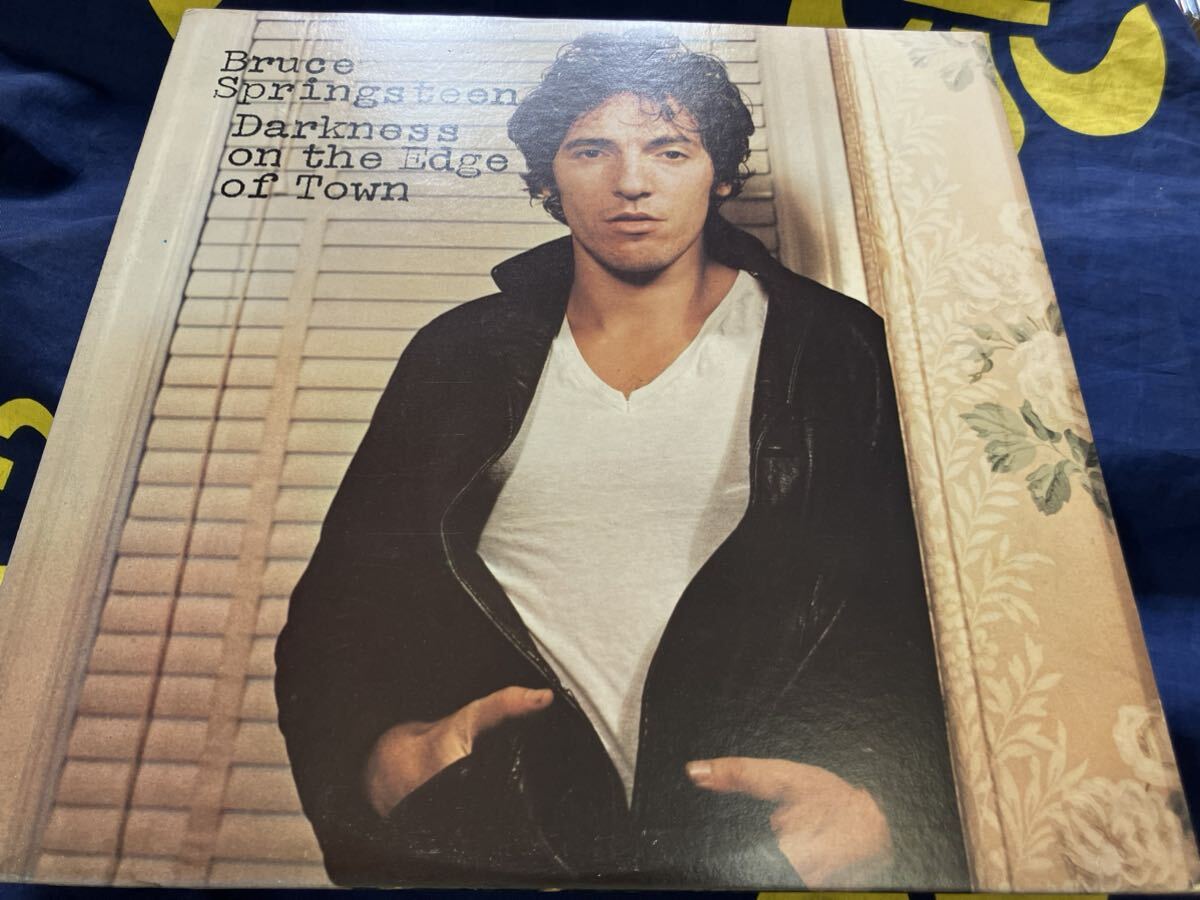 Bruce
Springsteen
Darkness
on the Edge
of Town